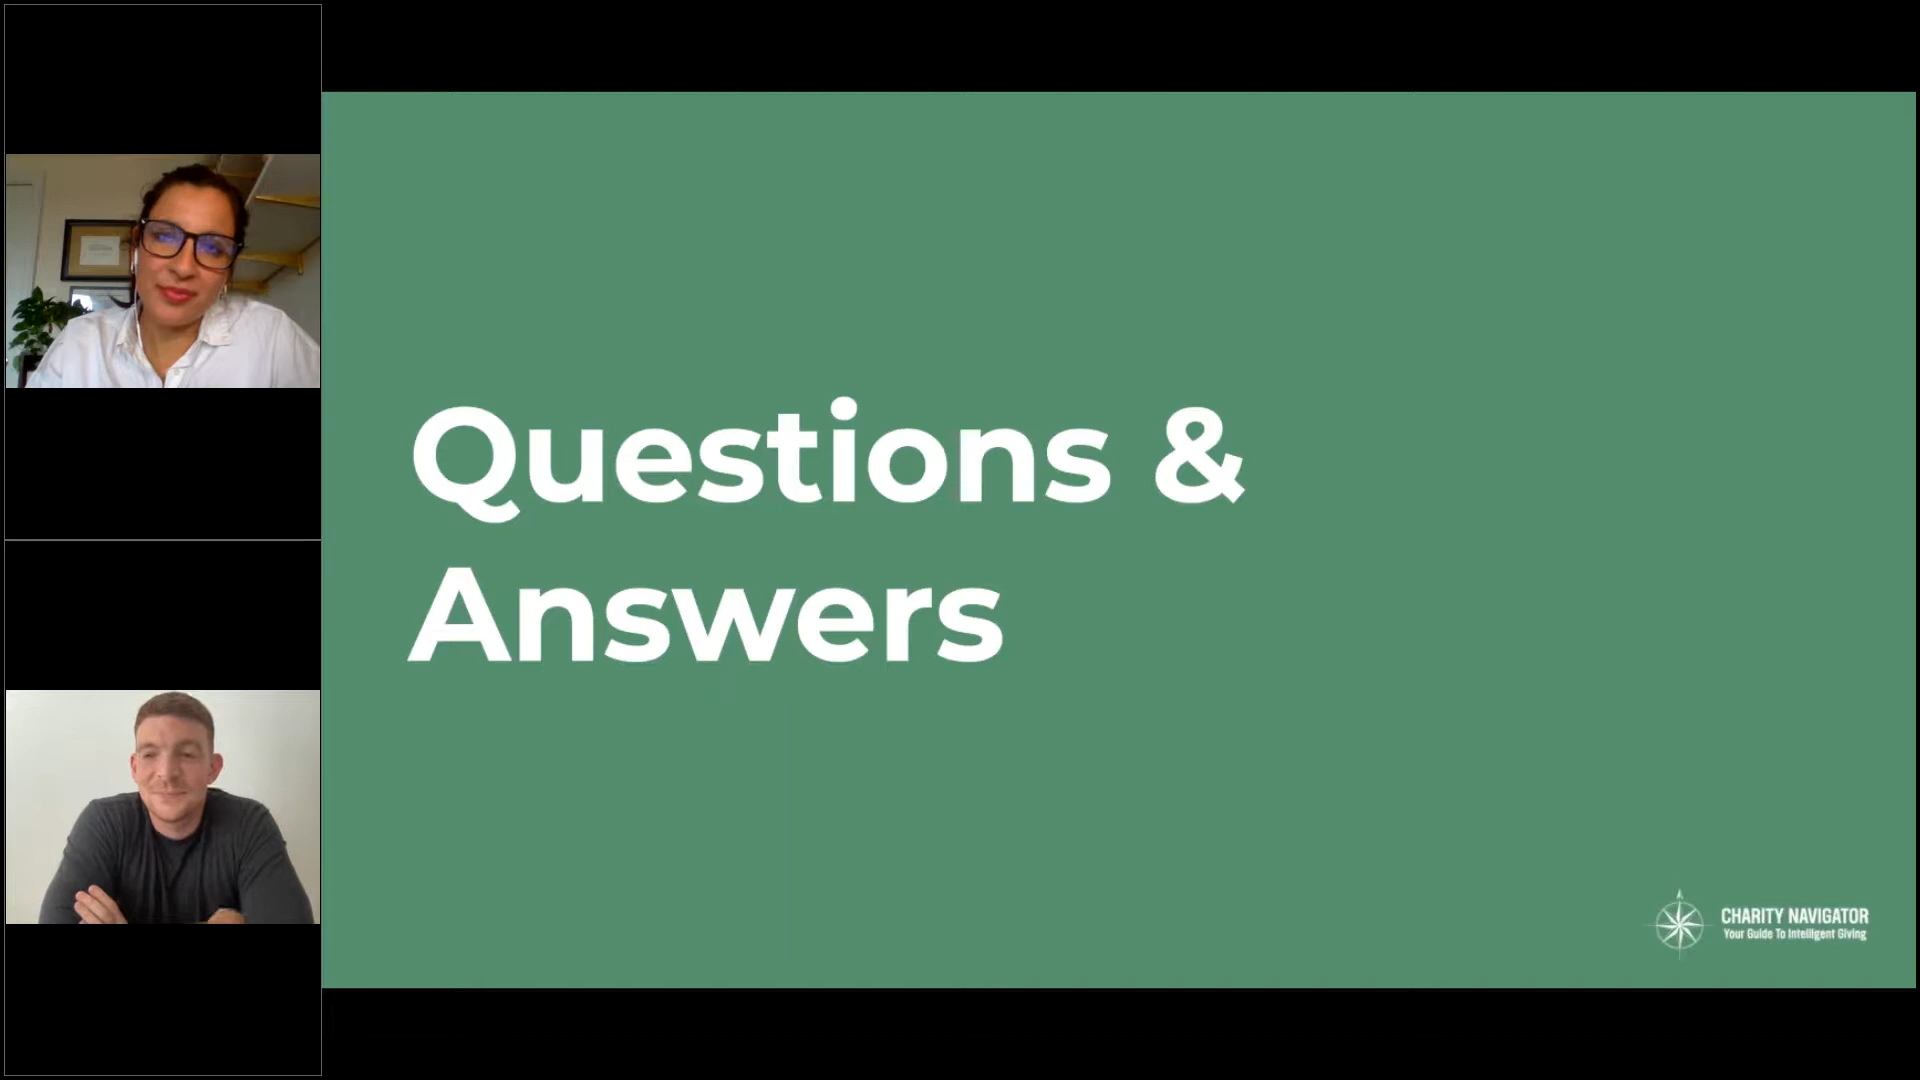 Questions &
Answers
CHARITY NAVIGATOR
Your Guide To Intelligent Giving